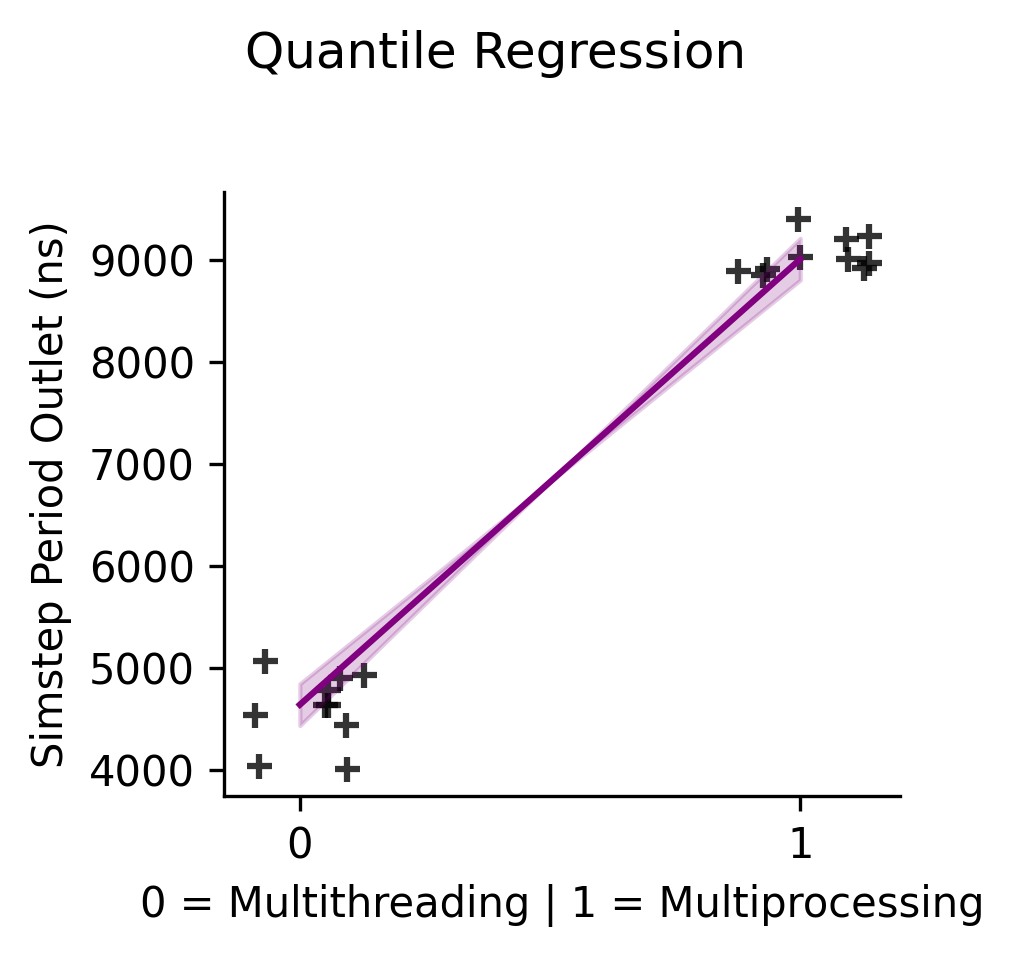 Quantile Regression
Simstep Period Outlet (ns)
9000
8000
7000
6000
5000
4000
0 1
0 = Multithreading | 1 = Multiprocessing